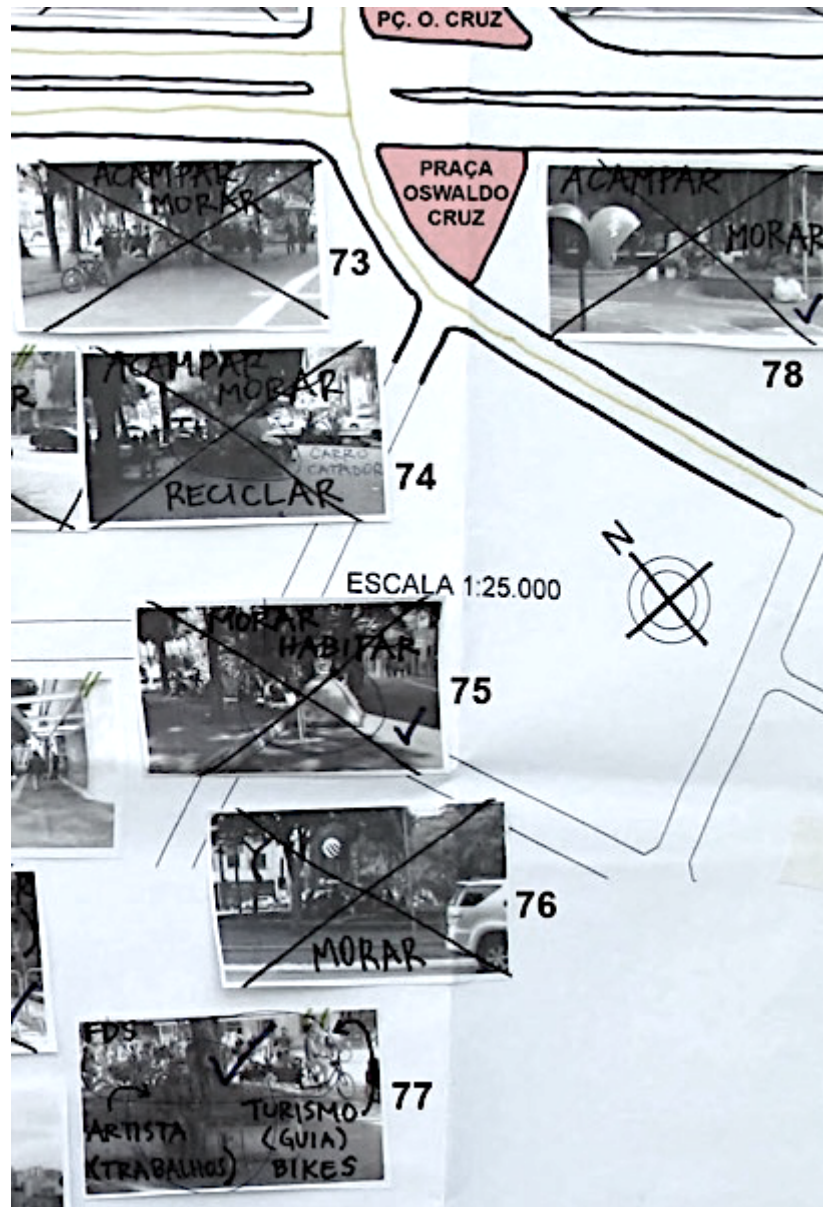 PÇ. O. CRUZ
PRAÇA
OSWALDO
CRUZ
ACAMPAR
MORAR
73
ACAMPAR
MORAR
78
R
ACAMPAR
MORAR
CARRO
CATADOR
RECICLAR
74
ESCALA 1:25.000
N
MORAR
HABITAR
75
MORAR
76
FDS
ARTISTA
(TRABALHOS)
TURISMO
(GUIA)
BIKES
77